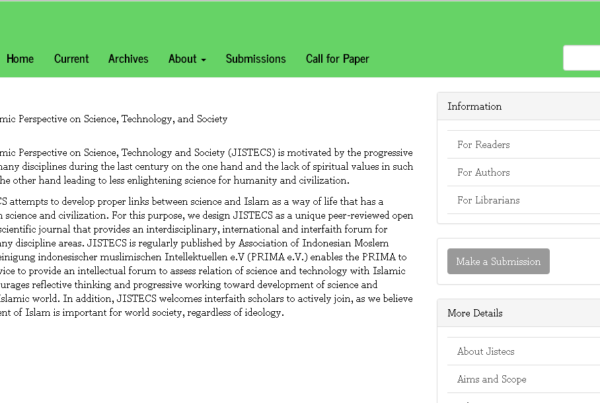 Home Current Archives About Submissions Call for Paper
mic Perspective on Science, Technology, and Society
mic Perspective on Science, Technology and Society (JISTECS) is motivated by the progressive
many disciplines during the last century on the one hand and the lack of spiritual values in such
he other hand leading to less enlightening science for humanity and civilization.
CS attempts to develop proper links between science and Islam as a way of life that has a
n science and civilization. For this purpose, we design JISTECS as a unique peer-reviewed open
scientific journal that provides an interdisciplinary, international and interfaith forum for
any discipline areas. JISTECS is regularly published by Association of Indonesian Moslem
einigung indonesischer muslimischen Intellektuellen e.V (PRIMA e.V.) enables the PRIMA to
vice to provide an intellectual forum to assess relation of science and technology with Islamic
urages reflective thinking and progressive working toward development of science and
Islamic world. In addition, JISTECS welcomes interfaith scholars to actively join, as we believe
ent of Islam is important for world society, regardless of ideology.
Information
For Readers
For Authors
For Librarians
Make a Submission
More Details
About Jistecs
Aims and Scope